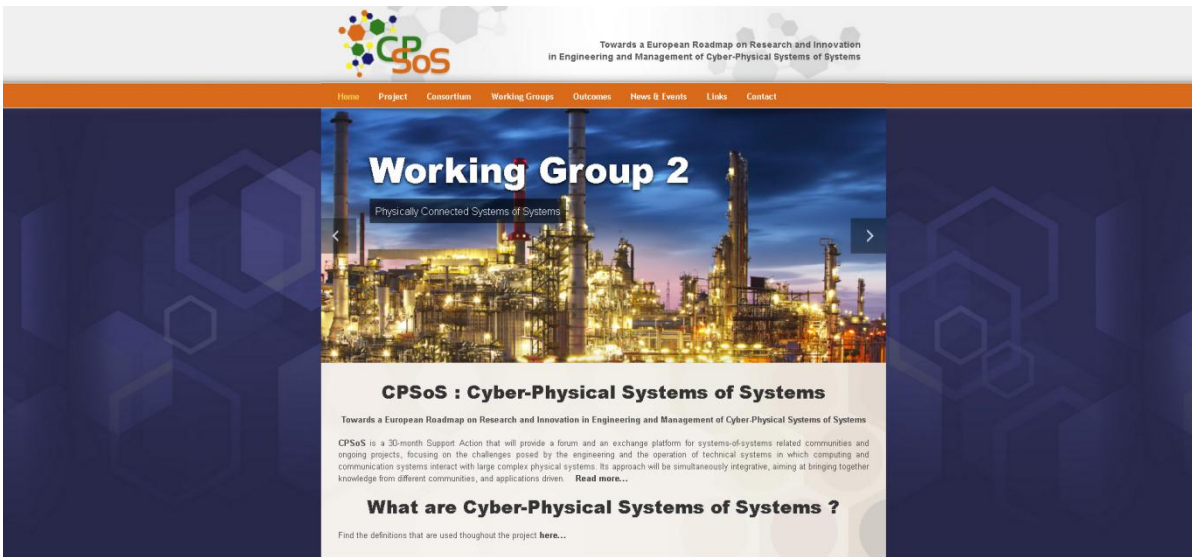 CPSoS
Towards a European Roadmap on Research and Innovation
in Engineering and Management of Cyber-Physical Systems of Systems
Home Project Consortium Working Groups Outcomes News & Events Links Contact
Working Group 2
Physically Connected Systems of Systems
CPSoS : Cyber-Physical Systems of Systems
Towards a European Roadmap on Research and Innovation in Engineering and Management of Cyber-Physical Systems of Systems
CPSoS is a 30-month Support Action that will provide a forum and an exchange platform for systems-of-systems related communities and
ongoing projects, focusing on the challenges posed by the engineering and the operation of technical systems in which computing and
communication systems interact with large complex physical systems. Its approach will be simultaneously integrative, aiming at bringing together
knowledge from different communities, and applications driven. Read more...
What are Cyber-Physical Systems of Systems ?
Find the definitions that are used thoughout the project here...